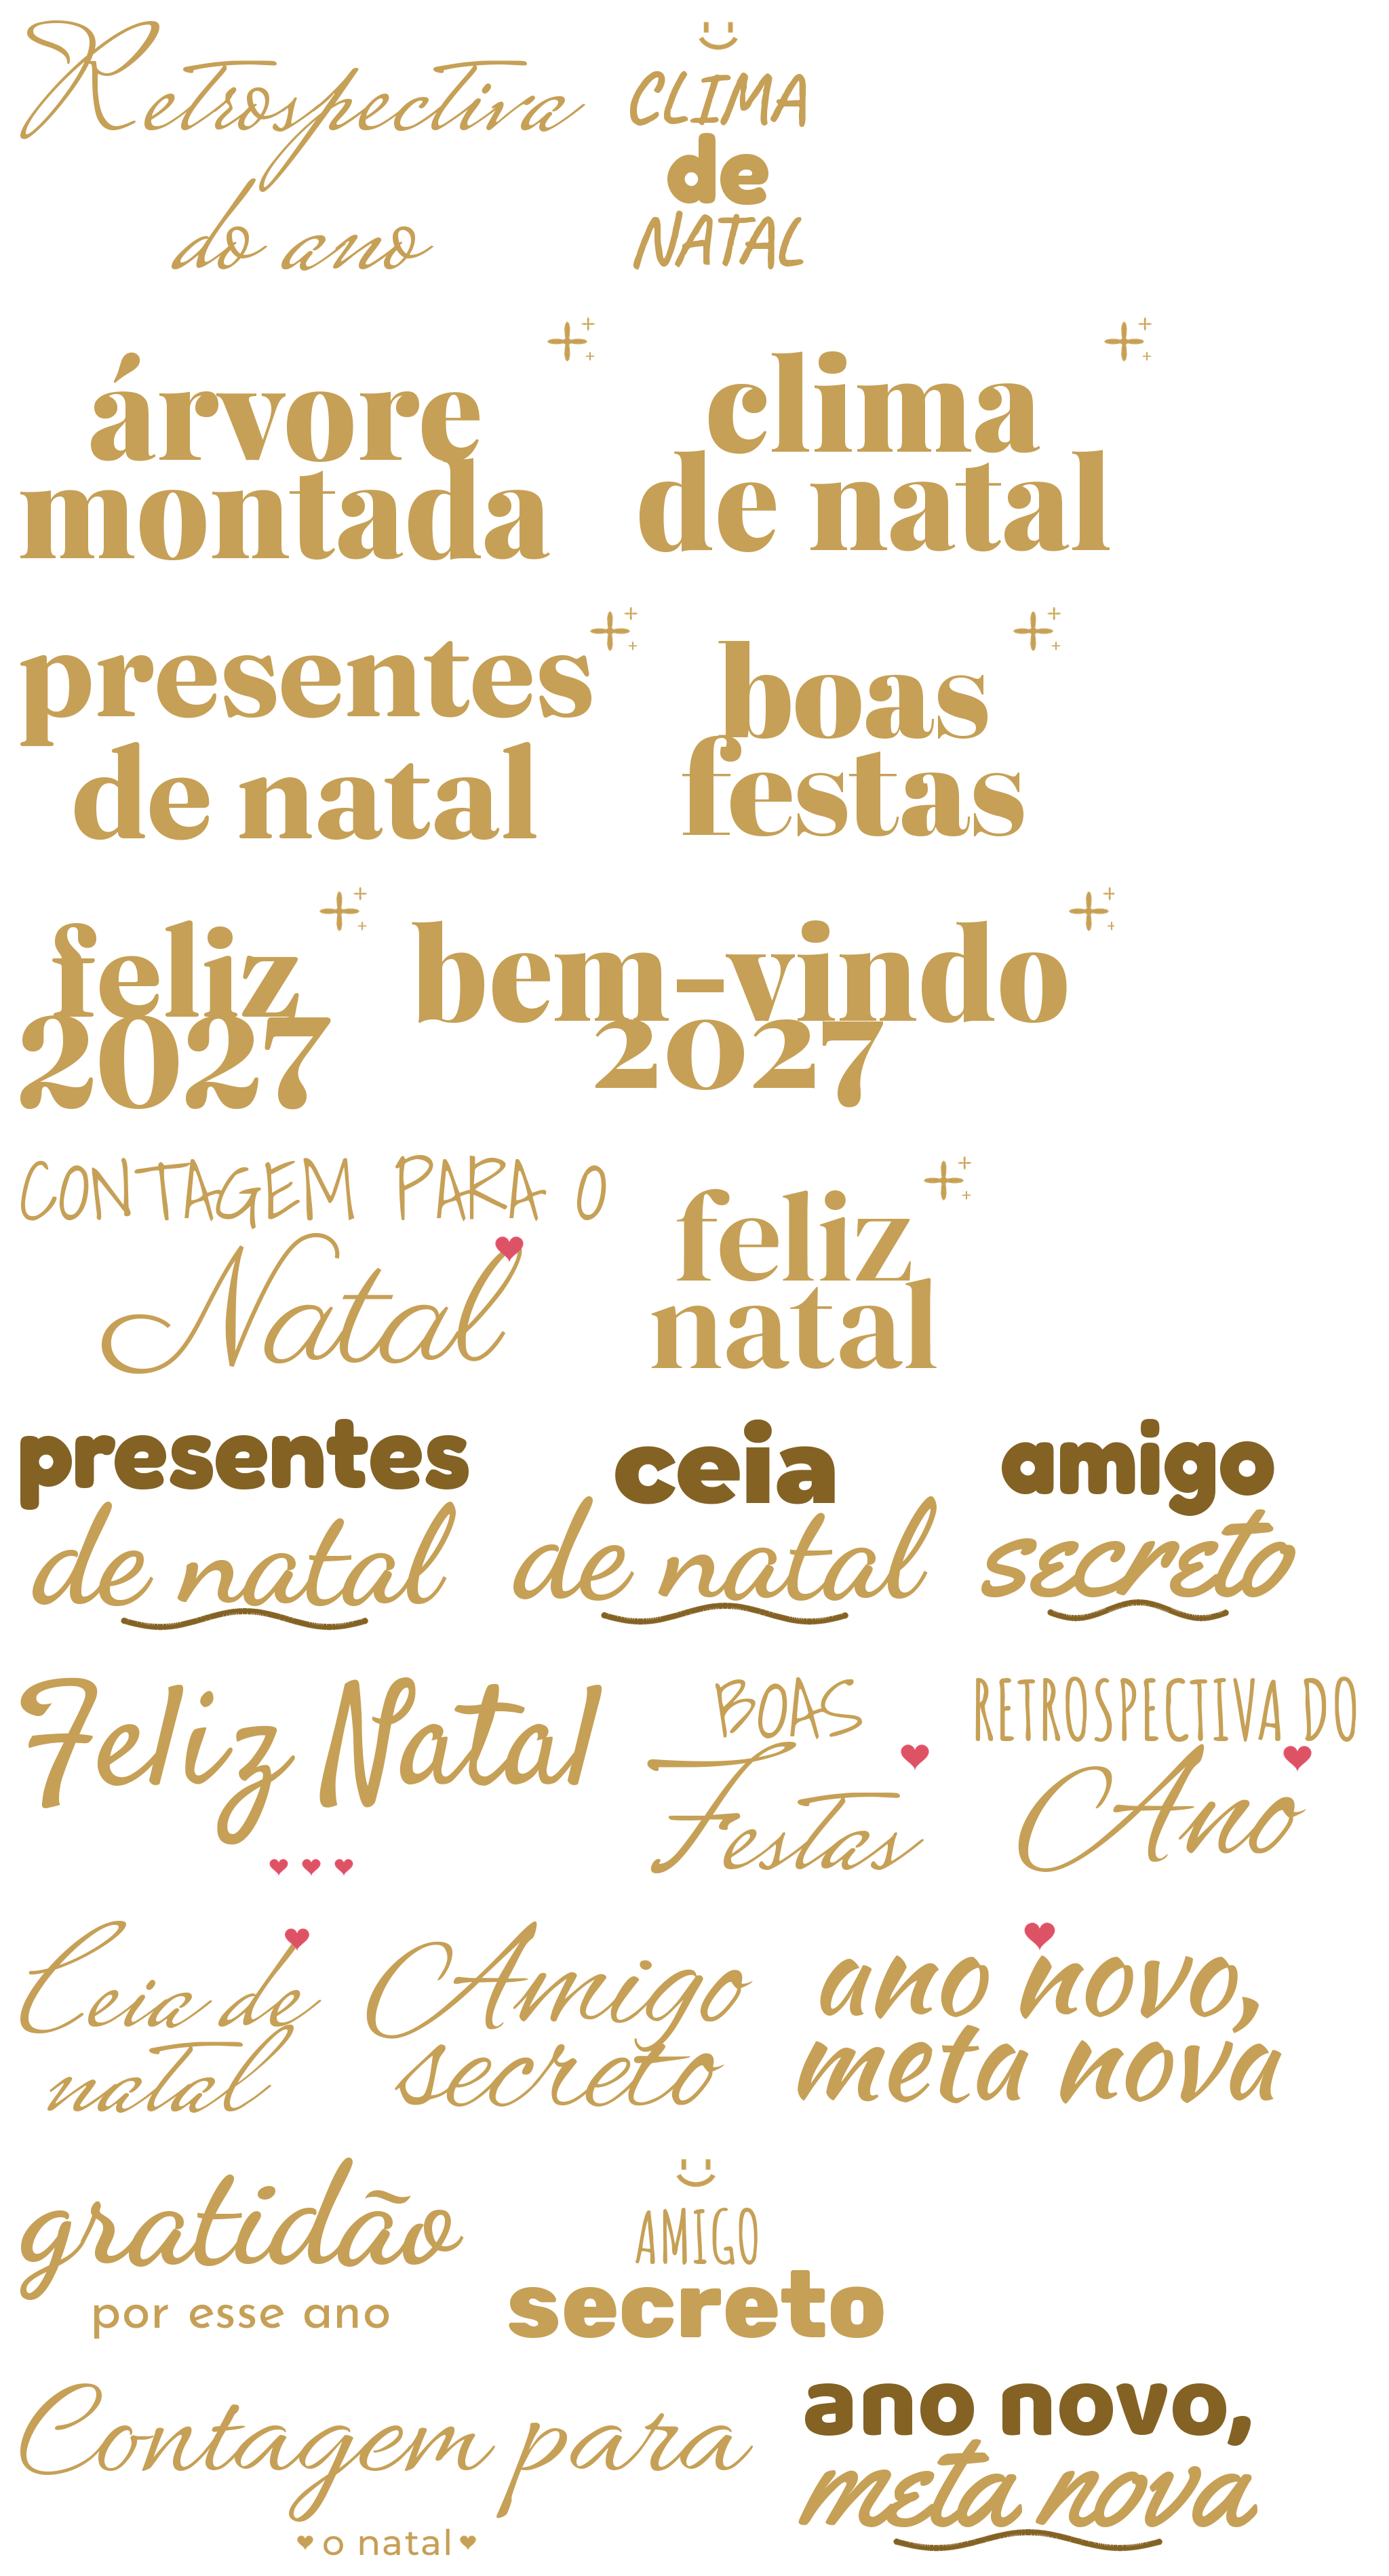 Retrospectiva
do ano
CLIMA
de
NATAL
árvore
montada
clima
de natal
presentes
de natal
boas
festas
feliz
2027
bem-vindo
2027
CONTAGEM PARA O
Natal
feliz
natal
presentes
de natal
ceia
de natal
amigo
secreto
Feliz Natal
BOAS
Festas
RETROSPECTIVA DO
Ano
Ceia de
natal
Amigo
secreto
ano novo,
meta nova
gratidão
por esse ano
AMIGO
secreto
Contagem para
o natal
ano novo,
meta nova